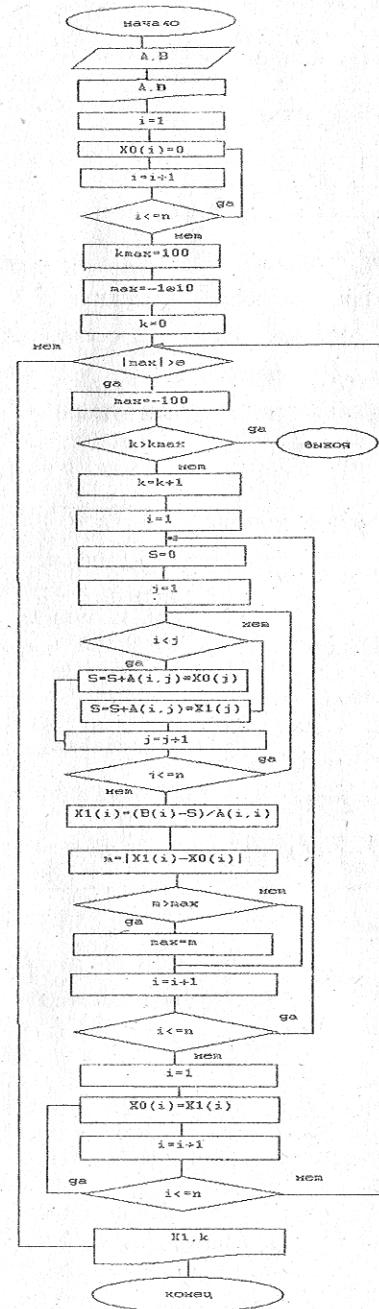 начало
A,B
A,B
i=1
X0(i)=0
i=i+1
да
i<=n
нет
kmax=100
max=-1e10
k=0
нет
|max|>e
да
max=-100
да
k>kmax
выход
нет
k=k+1
i=1
S=0
j=1
нет
i<j
да
S=S+A(i,j)*X0(j)
S=S+A(i,j)*X1(j)
j=j+1
да
i<=n
нет
X1(i)=(B(i)-S)/A(i,i)
m=|X1(i)-X0(i)|
нет
m>max
да
max=m
i=i+1
да
i<=n
нет
i=1
X0(i)=X1(i)
i=i+1
да
нет
i<=n
X1,k
конец